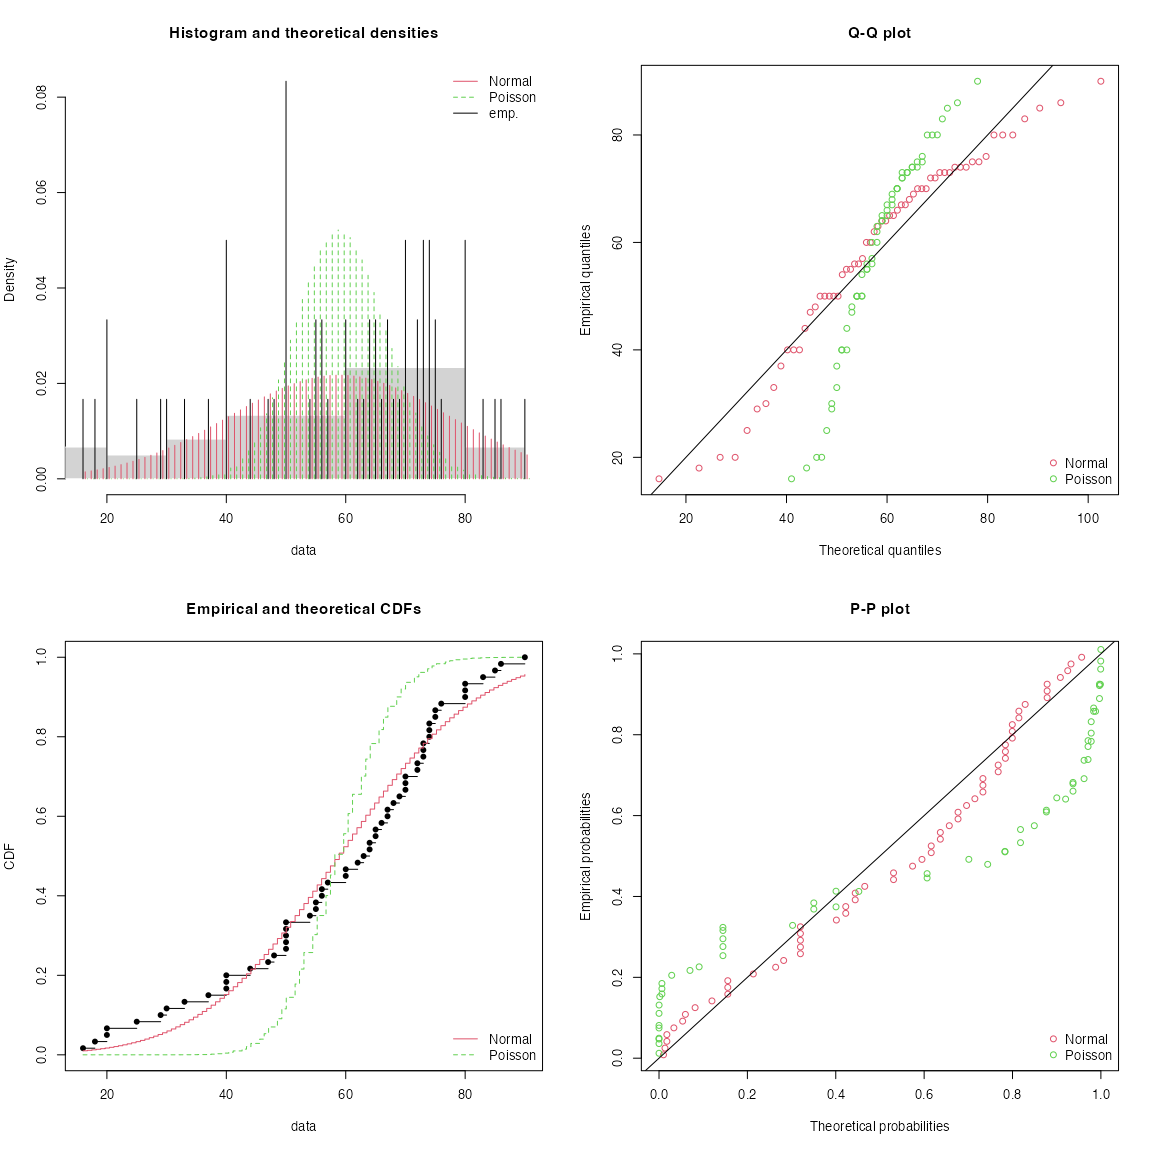 Histogram and theoretical densities
Normal
Poisson
emp.
Density
0.00 0.02 0.04 0.06 0.08
20 40 60 80
data
Q-Q plot
Empirical quantiles
20 40 60 80
Normal
Poisson
20 40 60 80 100
Theoretical quantiles
Empirical and theoretical CDFs
CDF
0.0 0.2 0.4 0.6 0.8 1.0
Normal
Poisson
20 40 60 80
data
P-P plot
Empirical probabilities
0.0 0.2 0.4 0.6 0.8 1.0
Normal
Poisson
0.0 0.2 0.4 0.6 0.8 1.0
Theoretical probabilities